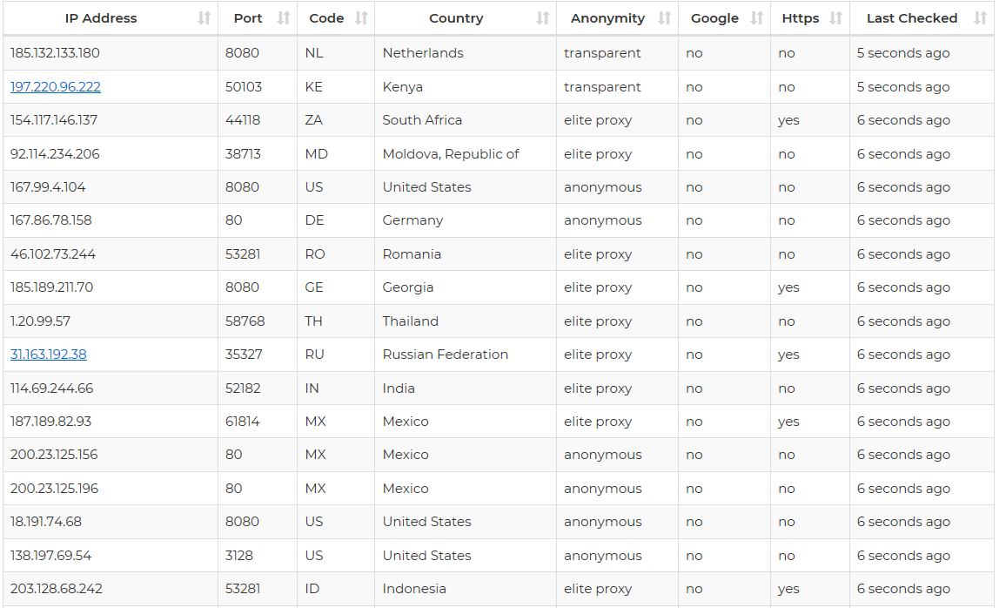 IP Address Port Code Country Anonymity Google Https Last Checked
185.132.133.180 8080 NL Netherlands transparent no no 5 seconds ago
197.220.96.222 50103 KE Kenya transparent no no 5 seconds ago
154.117.146.137 44118 ZA South Africa elite proxy no yes 6 seconds ago
92.114.234.206 38713 MD Moldova, Republic of elite proxy no no 6 seconds ago
167.99.4.104 8080 US United States anonymous no no 6 seconds ago
167.86.78.158 80 DE Germany anonymous no no 6 seconds ago
46.102.73.244 53281 RO Romania elite proxy no no 6 seconds ago
185.189.211.70 8080 GE Georgia elite proxy no yes 6 seconds ago
1.20.99.57 58768 TH Thailand elite proxy no no 6 seconds ago
31.163.192.38 35327 RU Russian Federation elite proxy no yes 6 seconds ago
114.69.244.66 52182 IN India elite proxy no no 6 seconds ago
187.189.82.93 61814 MX Mexico elite proxy no yes 6 seconds ago
200.23.125.156 80 MX Mexico anonymous no no 6 seconds ago
200.23.125.196 80 MX Mexico anonymous no no 6 seconds ago
18.191.74.68 8080 US United States anonymous no no 6 seconds ago
138.197.69.54 3128 US United States anonymous no no 6 seconds ago
203.128.68.242 53281 ID Indonesia elite proxy no yes 6 seconds ago